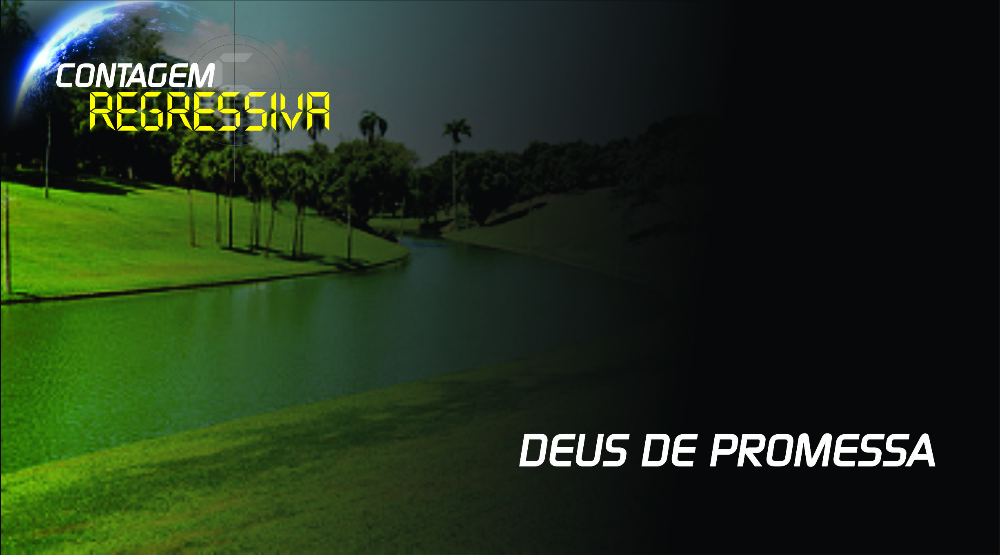 CONTAGEM
REGRESSIVA
DEUS DE PROMESSA